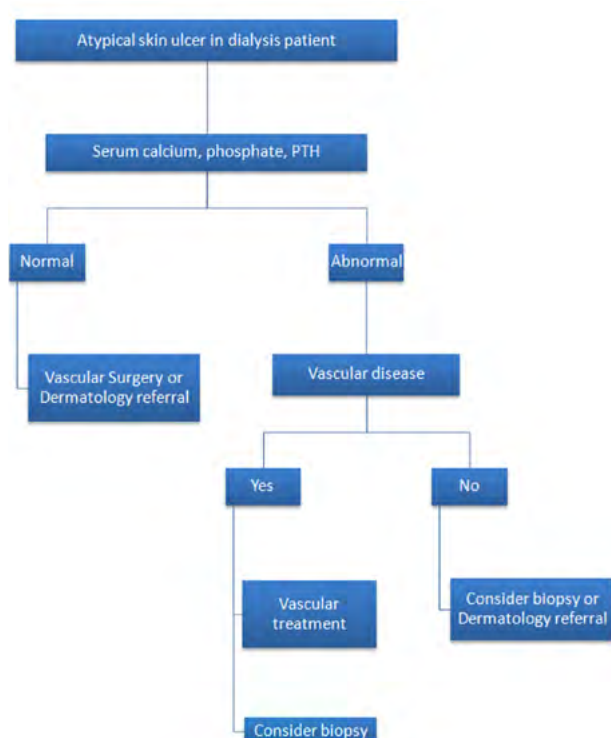 Atypical skin ulcer in dialysis patient
Serum calcium, phosphate, PTH
Normal
Abnormal
Vascular Surgery or
Dermatology referral
Vascular disease
Yes
No
Vascular
treatment
Consider biopsy or
Dermatology referral
Consider biopsy